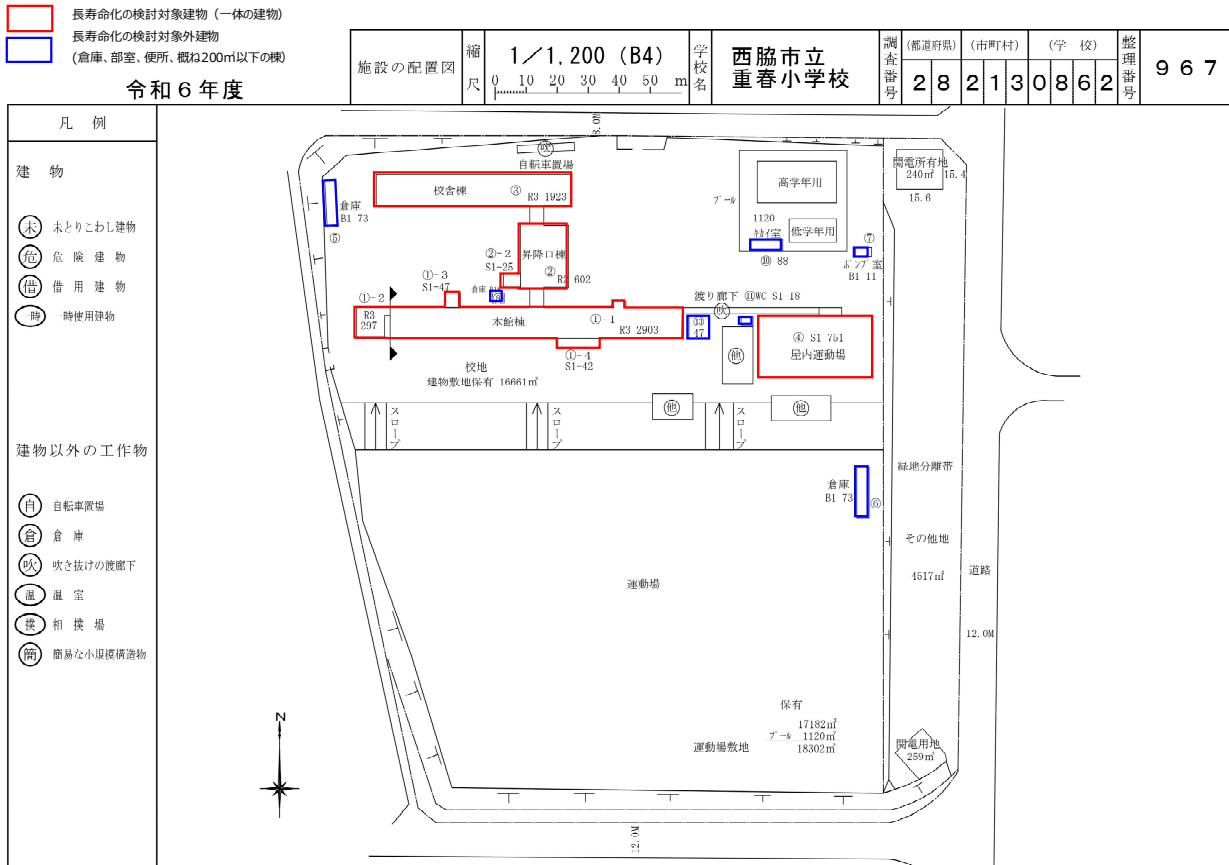 長寿命化の検討対象建物（一体の建物）
長寿命化の検討対象外建物
(倉庫、部室、便所、概ね200㎡以下の棟)
令和６年度
施設の配置図
縮尺
1／1,200 (B4)
0 10 20 30 40 50 m
学校名
西脇市立
重春小学校
調査番号
(都道府県)
28
(市町村)
213
(学 校)
0862
整理番号
967
凡 例
建 物
未 未とりこわし建物
危 危険建物
借 借用建物
一時 一時使用建物
建物以外の工作物
自 自転車置場
倉 倉庫
吹 吹き抜けの渡廊下
温 温室
撲 相撲場
簡 簡易な小規模構造物
8.0M
吹
自転車置場
校舎棟 ③
R3 1923
倉庫
B1 73
⑤
高学年用
プール
1120
低学年用
⑩ 88
⑦
ポンプ室
B1 11
関電所有地
240㎡ 15.4
15.6
②-2
S1-25
昇降口棟
②
R2 602
①-3
S1-47
倉庫
①-2
R3
297
本館棟
①-1
R3 2903
①-4
S1-42
渡り廊下 ⑪WC S1-18
吹
47
他
④ S1 751
屋内運動場
校地
建物敷地保有 16661㎡
スロープ
スロープ
スロープ
他
他
倉庫
B1 73
⑥
緑地分離帯
その他地
4517㎡
道路
12.0M
運動場
保有
17182㎡
プール 1120㎡
運動場敷地 18302㎡
関電用地
259㎡
N
12.0M